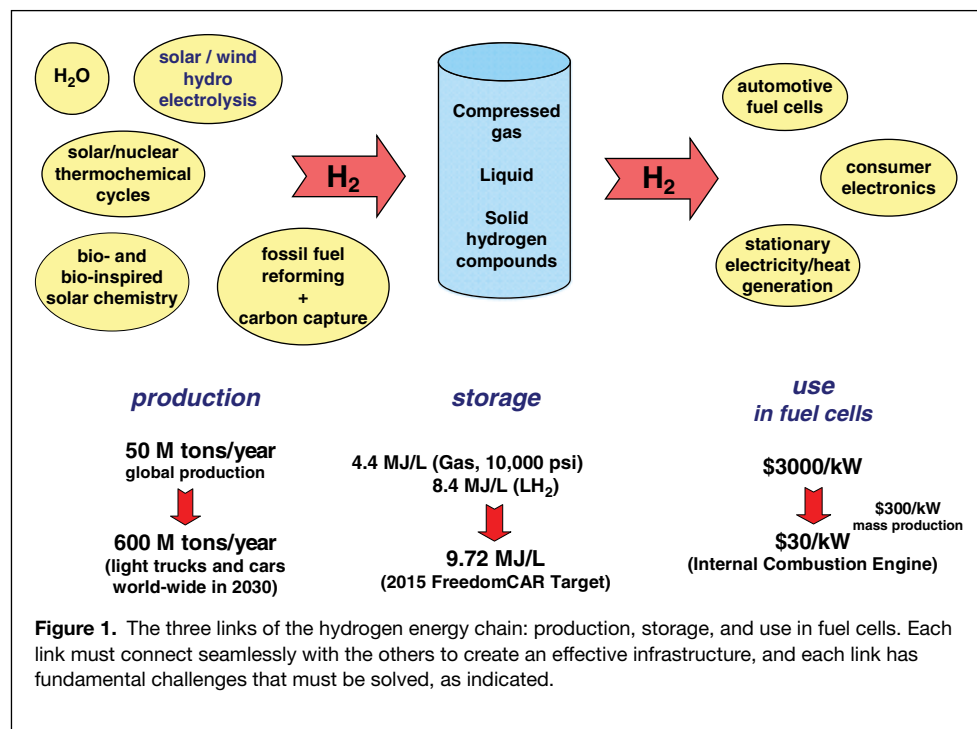 H₂O
solar / wind
hydro
electrolysis
solar/nuclear
thermochemical
cycles
bio- and
bio-inspired
solar chemistry
fossil fuel
reforming
+
carbon capture
H₂
Compressed
gas
Liquid
Solid
hydrogen
compounds
H₂
automotive
fuel cells
consumer
electronics
stationary
electricity/heat
generation
production
50 M tons/year
global production
600 M tons/year
(light trucks and cars
world-wide in 2030)
storage
4.4 MJ/L (Gas, 10,000 psi)
8.4 MJ/L (LH₂)
9.72 MJ/L
(2015 FreedomCAR Target)
use
in fuel cells
$3000/kW
$300/kW
mass production
$30/kW
(Internal Combustion Engine)
Figure 1. The three links of the hydrogen energy chain: production, storage, and use in fuel cells. Each
link must connect seamlessly with the others to create an effective infrastructure, and each link has
fundamental challenges that must be solved, as indicated.